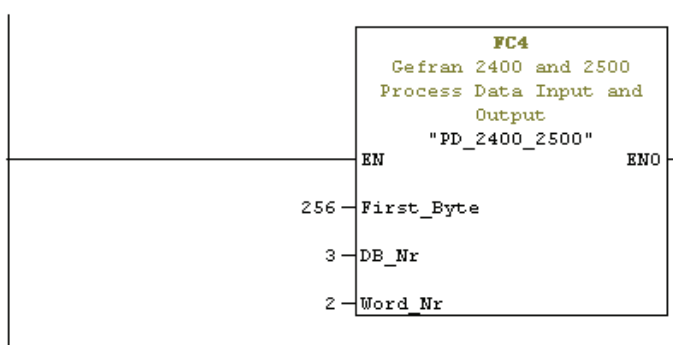 FC4
Gefran 2400 and 2500
Process Data Input and
Output
"PD_2400_2500"
EN ENO
256 First_Byte
3 DB_Nr
2 Word_Nr